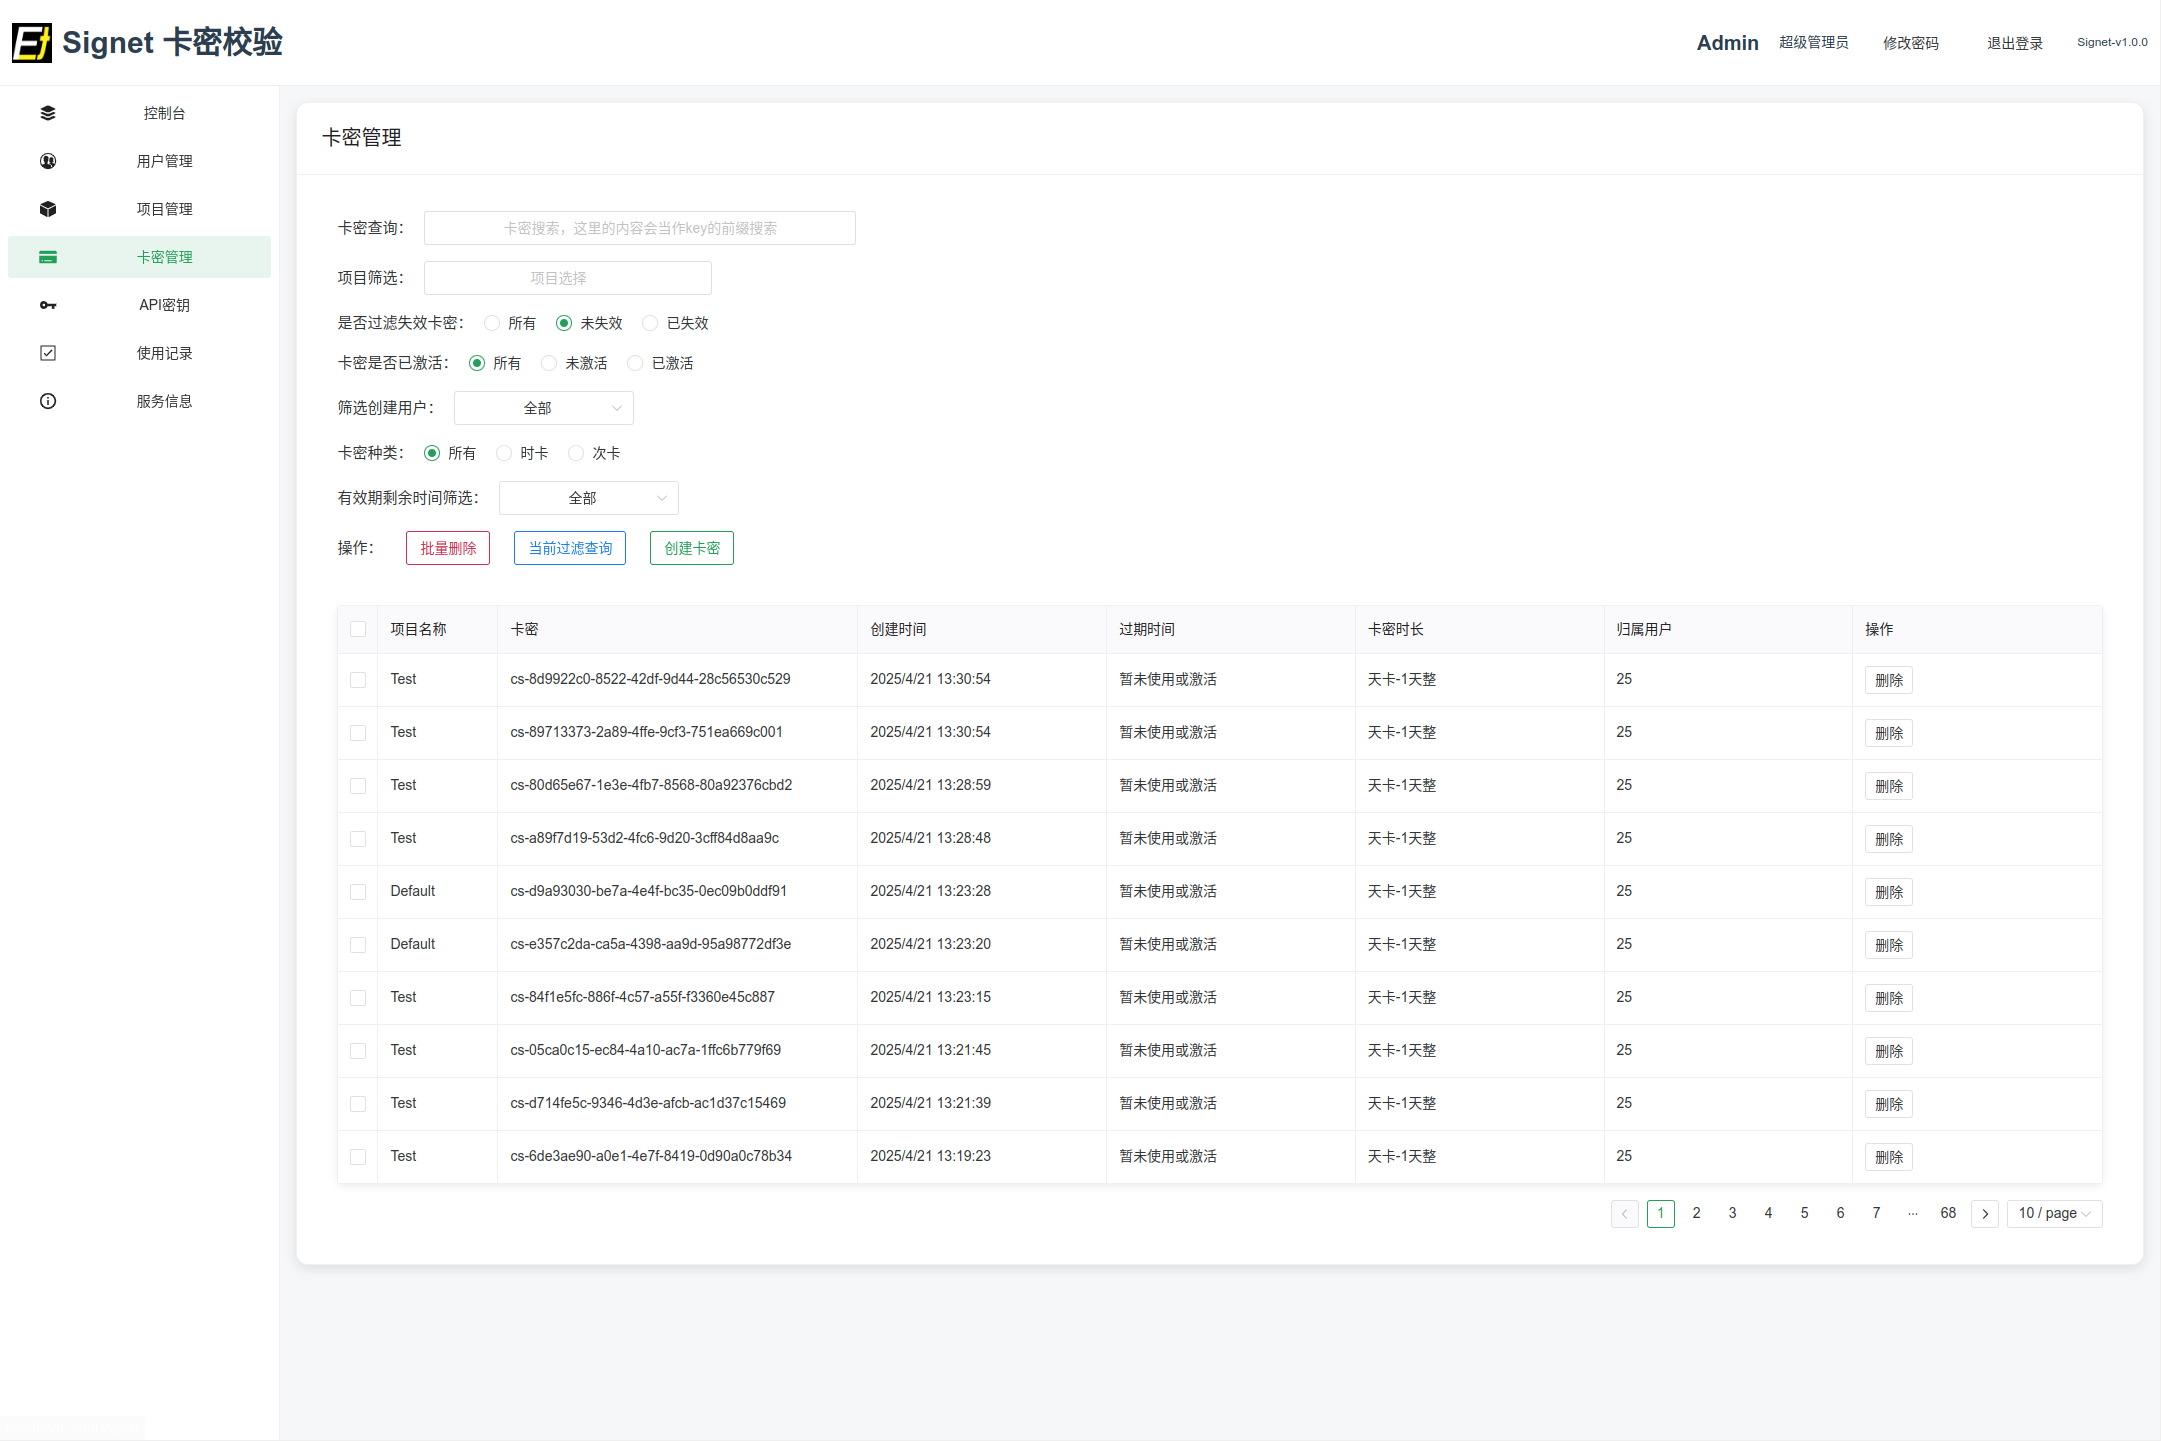 Et Signet 卡密校验
Admin 超级管理员 修改密码 退出登录 Signet-v1.0.0
控制台
用户管理
项目管理
卡密管理
API密钥
使用记录
服务信息
卡密管理
卡密查询： 卡密搜索，这里的内容会当作key的前缀搜索
项目筛选： 项目选择
是否过滤失效卡密： 所有 未失效 已失效
卡密是否已激活： 所有 未激活 已激活
筛选创建用户： 全部
卡密种类： 所有 时卡 次卡
有效期剩余时间筛选： 全部
操作： 批量删除 当前过滤查询 创建卡密
项目名称 卡密 创建时间 过期时间 卡密时长 归属用户 操作
Test cs-8d9922c0-8522-42df-9d44-28c56530c529 2025/4/21 13:30:54 暂未使用或激活 天卡-1天整 25 删除
Test cs-89713373-2a89-4ffe-9cf3-751ea669c001 2025/4/21 13:30:54 暂未使用或激活 天卡-1天整 25 删除
Test cs-80d65e67-1e3e-4fb7-8568-80a92376cbd2 2025/4/21 13:28:59 暂未使用或激活 天卡-1天整 25 删除
Test cs-a89f7d19-53d2-4fc6-9d20-3cff84d8aa9c 2025/4/21 13:28:48 暂未使用或激活 天卡-1天整 25 删除
Default cs-d9a93030-be7a-4e4f-bc35-0ec09b0ddf91 2025/4/21 13:23:28 暂未使用或激活 天卡-1天整 25 删除
Default cs-e357c2da-ca5a-4398-aa9d-95a98772df3e 2025/4/21 13:23:20 暂未使用或激活 天卡-1天整 25 删除
Test cs-84f1e5fc-886f-4c57-a55f-f3360e45c887 2025/4/21 13:23:15 暂未使用或激活 天卡-1天整 25 删除
Test cs-05ca0c15-ec84-4a10-ac7a-1ffc6b779f69 2025/4/21 13:21:45 暂未使用或激活 天卡-1天整 25 删除
Test cs-d714fe5c-9346-4d3e-afcb-ac1d37c15469 2025/4/21 13:21:39 暂未使用或激活 天卡-1天整 25 删除
Test cs-6de3ae90-a0e1-4e7f-8419-0d90a0c78b34 2025/4/21 13:19:23 暂未使用或激活 天卡-1天整 25 删除
1 2 3 4 5 6 7 ··· 68 10 / page